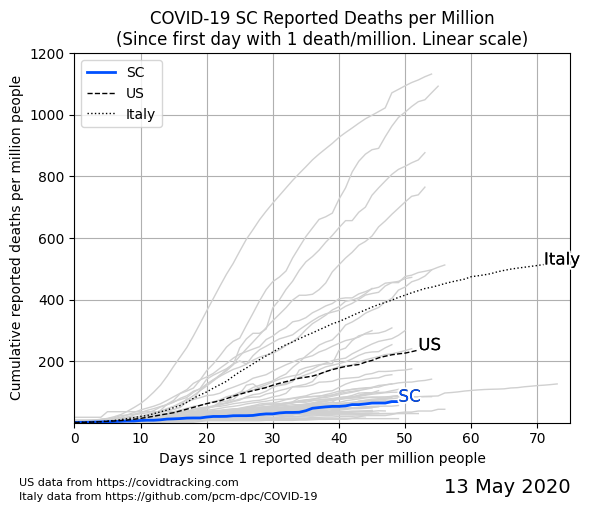 COVID-19 SC Reported Deaths per Million
(Since first day with 1 death/million. Linear scale)
Cumulative reported deaths per million people
1200
1000
800
600
400
200
SC
US
Italy
Italy
US
SC
0 10 20 30 40 50 60 70
Days since 1 reported death per million people
US data from https://covidtracking.com
Italy data from https://github.com/pcm-dpc/COVID-19
13 May 2020